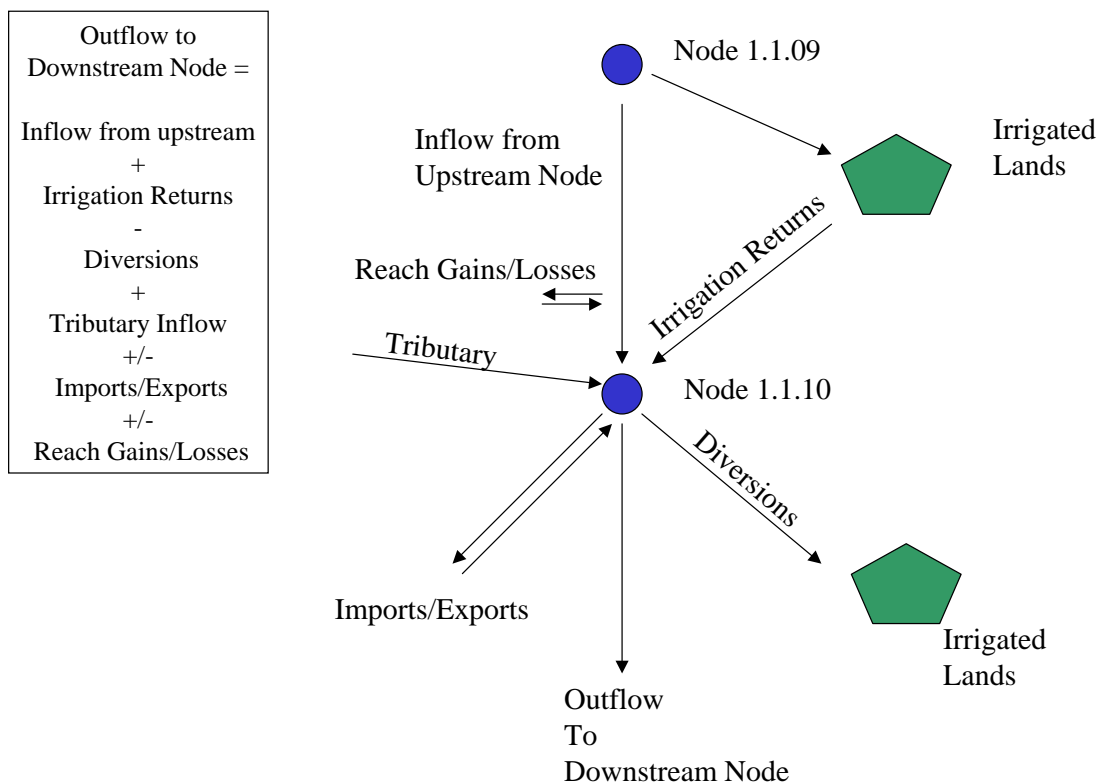 Outflow to
Downstream Node =
Inflow from upstream
+
Irrigation Returns
-
Diversions
+
Tributary Inflow
+/-
Imports/Exports
+/-
Reach Gains/Losses
Node 1.1.09
Inflow from
Upstream Node
Irrigated
Lands
Reach Gains/Losses
Irrigation Returns
Tributary
Node 1.1.10
Diversions
Imports/Exports
Irrigated
Lands
Outflow
To
Downstream Node